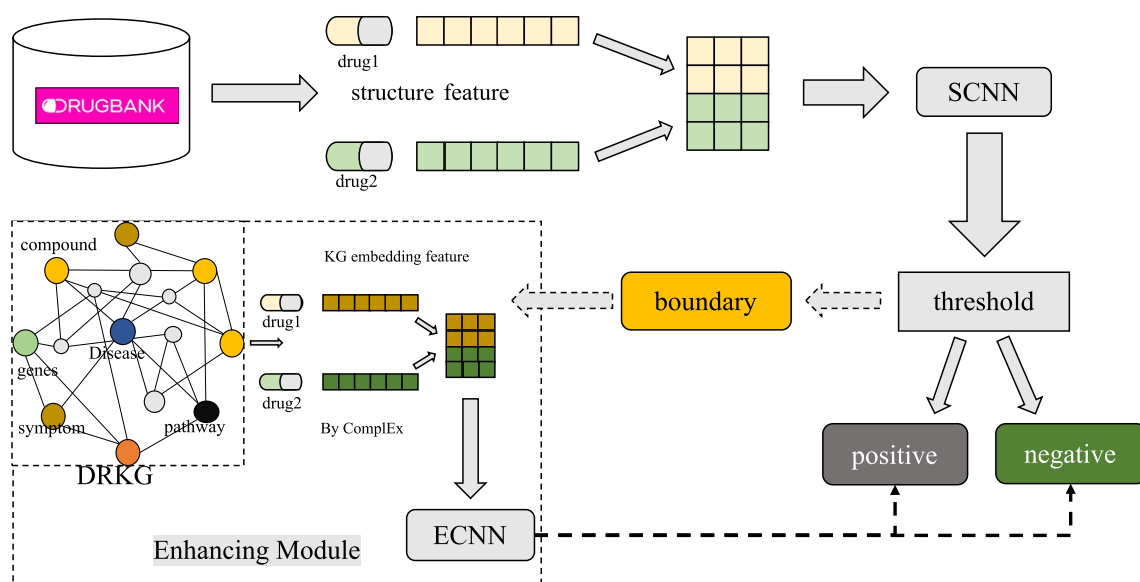 DRUGBANK
drug1
structure feature
drug2
SCNN
threshold
boundary
positive
negative
compound
Disease
genes
symptom
pathway
DRKG
KG embedding feature
drug1
drug2
By ComplEx
ECNN
Enhancing Module